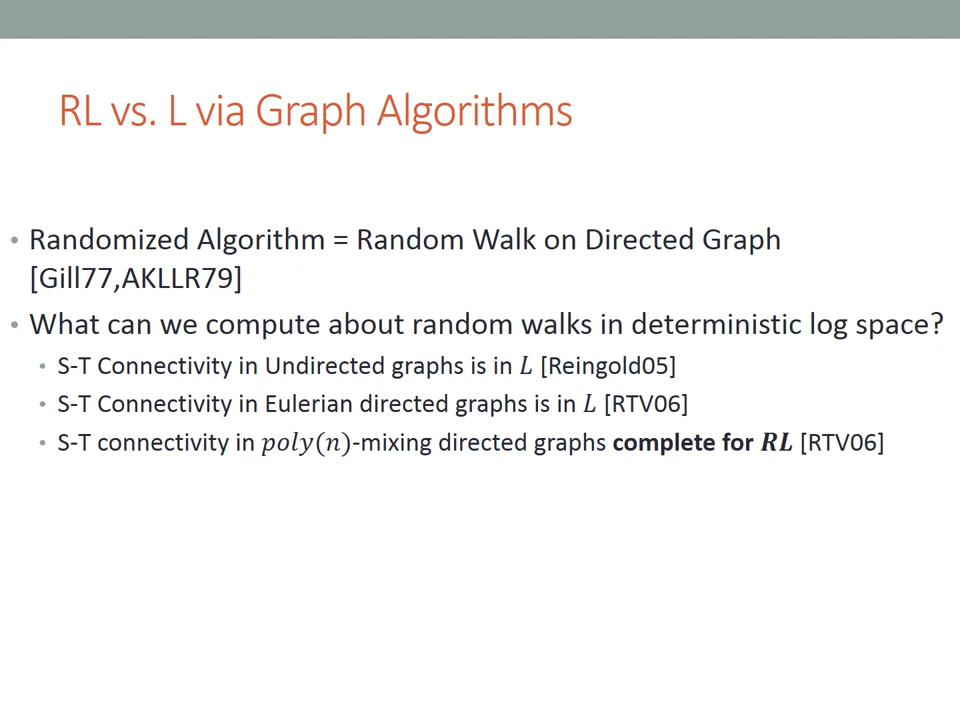 RL vs. L via Graph Algorithms
• Randomized Algorithm = Random Walk on Directed Graph
[Gill77,AKLLR79]
• What can we compute about random walks in deterministic log space?
• S-T Connectivity in Undirected graphs is in L [Reingold05]
• S-T Connectivity in Eulerian directed graphs is in L [RTV06]
• S-T connectivity in poly(n)-mixing directed graphs complete for RL [RTV06]